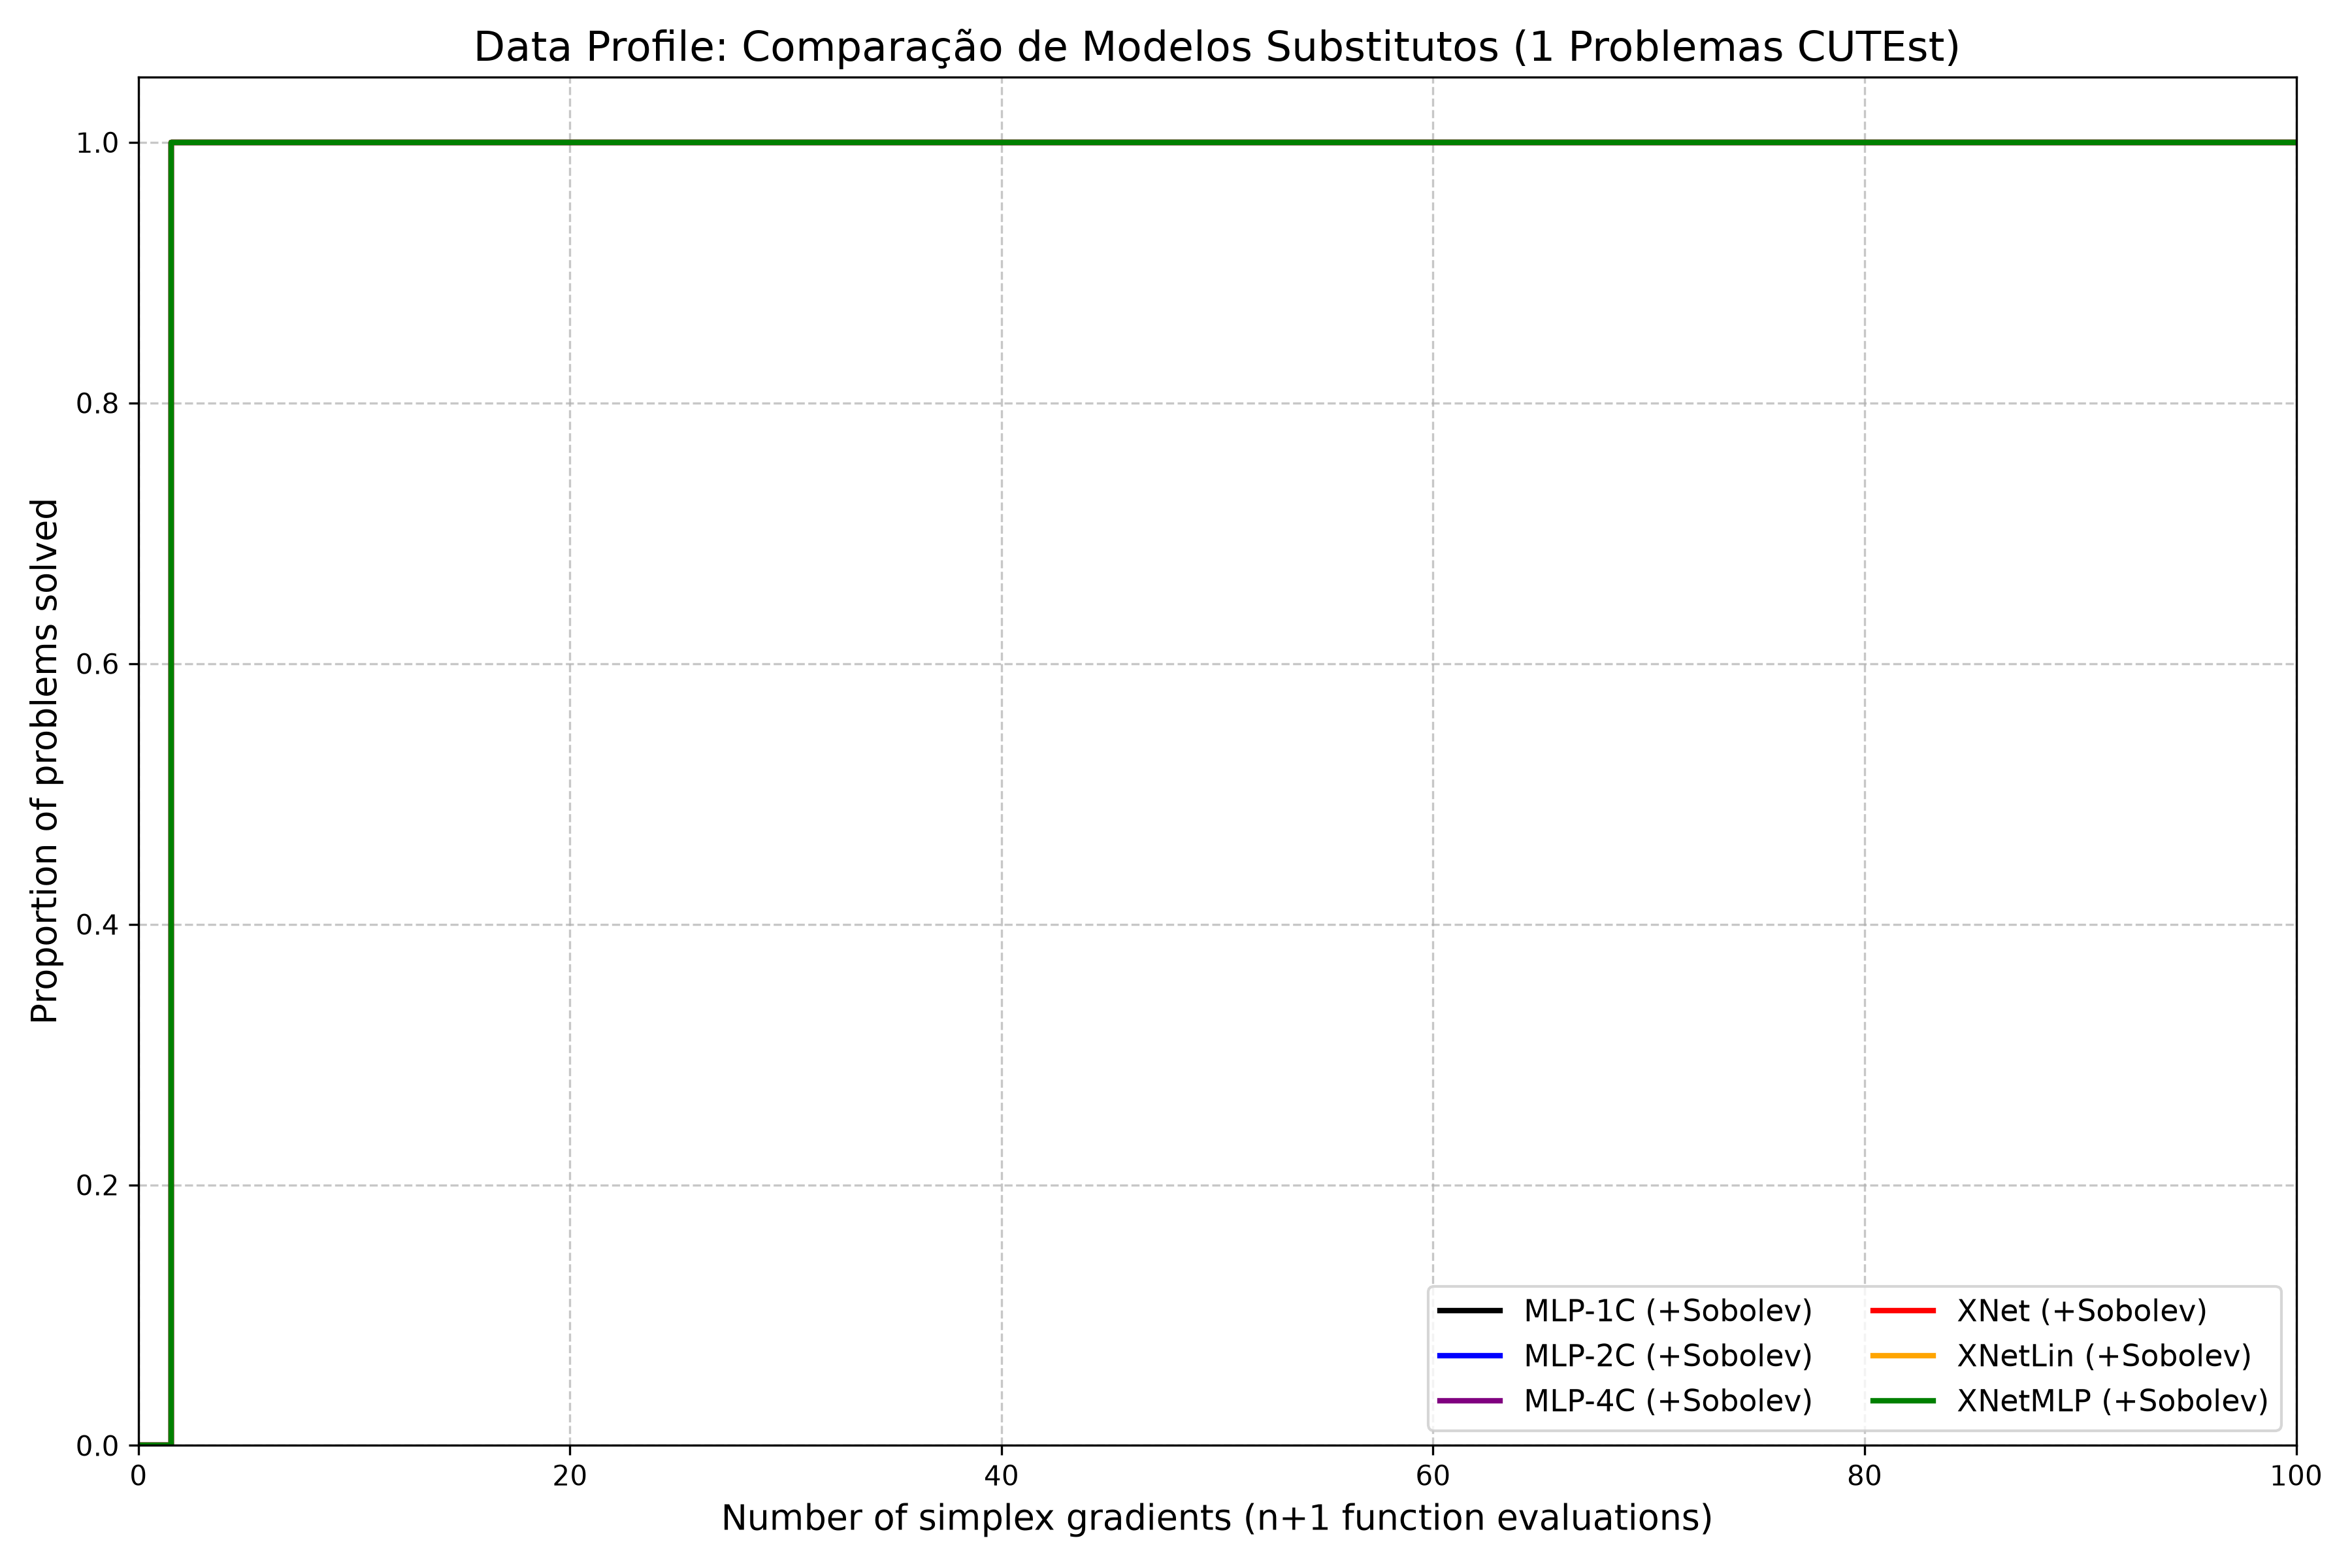 Data Profile: Comparação de Modelos Substitutos (1 Problemas CUTEst)
Proportion of problems solved
1.0
0.8
0.6
0.4
0.2
0.0
0 20 40 60 80 100
Number of simplex gradients (n+1 function evaluations)
MLP-1C (+Sobolev)
MLP-2C (+Sobolev)
MLP-4C (+Sobolev)
XNet (+Sobolev)
XNetLin (+Sobolev)
XNetMLP (+Sobolev)